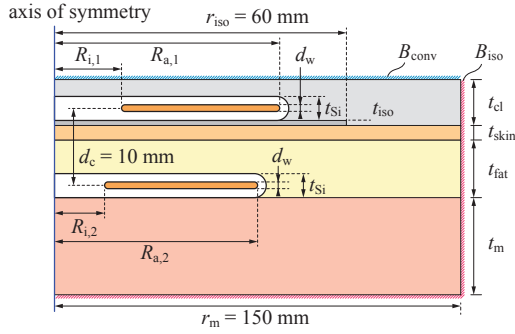 axis of symmetry
r_iso = 60 mm
R_i,1
R_a,1
d_w
B_conv
B_iso
t_Si
t_iso
t_cl
t_skin
d_c = 10 mm
d_w
t_Si
t_fat
R_i,2
R_a,2
t_m
r_m = 150 mm